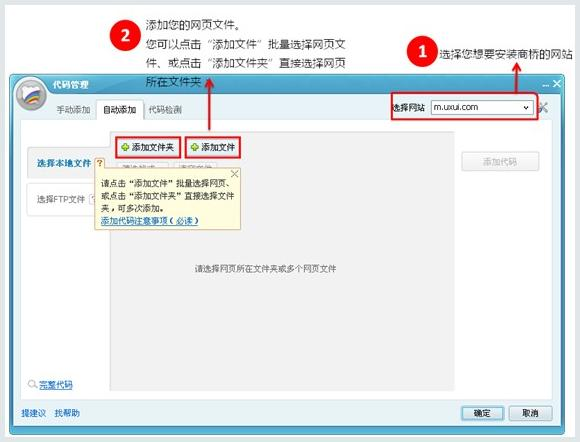 2
添加您的网页文件。
您可以点击“添加文件”批量选择网页文
件、或点击“添加文件夹”直接选择网页
所在文件夹
1
选择您想要安装商桥的网站
代码管理
手动添加 自动添加 代码检测
选择网站 m.uxui.com
选择本地文件 ?
添加文件夹 添加文件
添加代码
请点击“添加文件”批量选择网页、
或点击“添加文件夹”直接选择文件
夹，可多次添加。
添加代码注意事项（必读）
选择FTP文件
请选择网页所在文件夹或多个网页文件
完整代码
提建议 找帮助
确定 取消